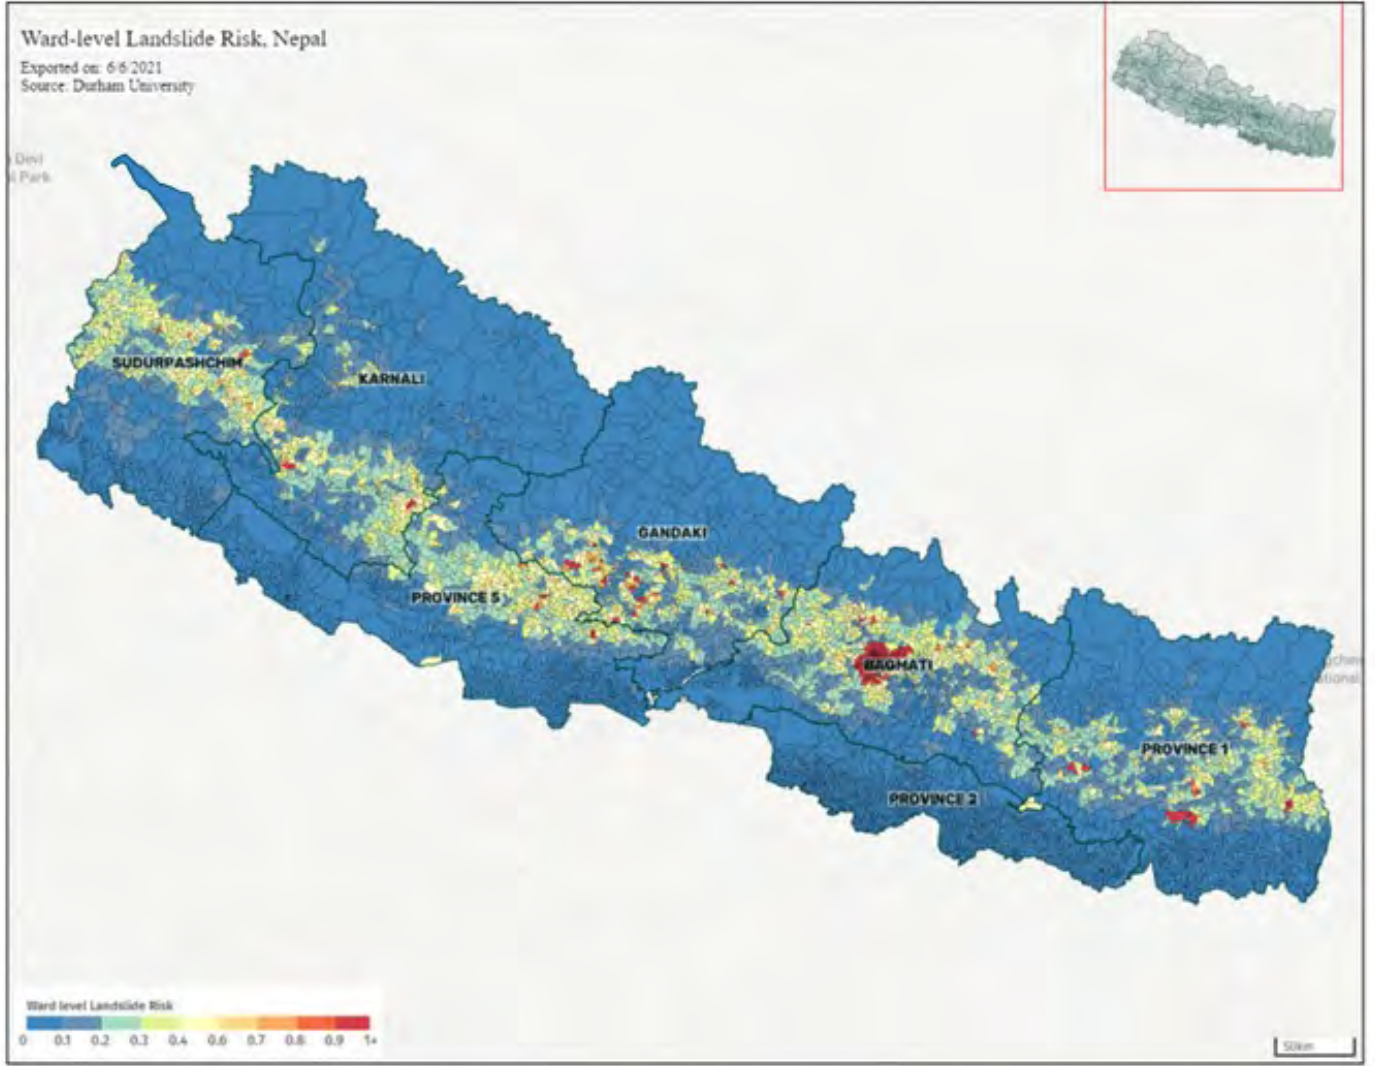 Ward-level Landslide Risk, Nepal
Exported on: 6/6/2021
Source: Durham University
Devi
Park
SUDURPASHCHIM
KARNALI
GANDAKI
PROVINCE 5
BAGMATI
PROVINCE 1
PROVINCE 2
Ward level Landslide Risk
0 0.1 0.2 0.3 0.4 0.6 0.7 0.8 0.9 1+
50km